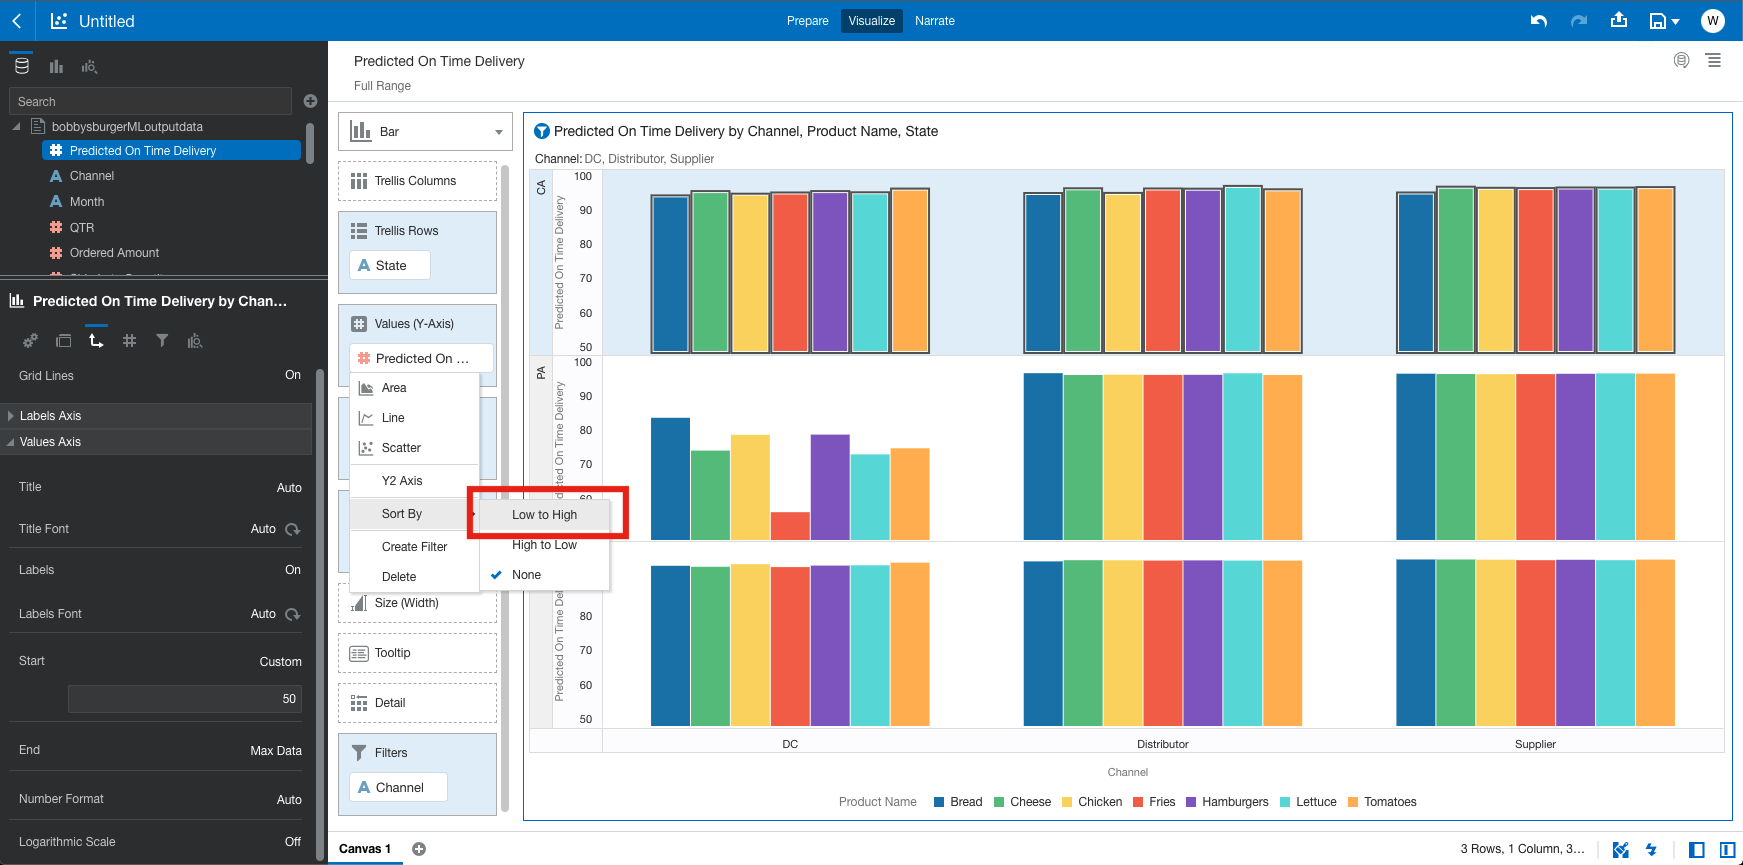 Untitled
Prepare
Visualize
Narrate
W
Search
bobbysburgerMLoutputdata
Predicted On Time Delivery
A Channel
A Month
QTR
Ordered Amount
Predicted On Time Delivery by Chan...
Grid Lines On
Labels Axis
Values Axis
Title Auto
Title Font Auto
Labels On
Labels Font Auto
Start Custom
50
End Max Data
Number Format Auto
Logarithmic Scale Off
Predicted On Time Delivery
Full Range
Bar
Trellis Columns
Trellis Rows
A State
Values (Y-Axis)
Predicted On ...
Area
Line
Scatter
Y2 Axis
Sort By
Create Filter
Delete
Low to High
High to Low
None
Size (Width)
Tooltip
Detail
Filters
A Channel
Predicted On Time Delivery by Channel, Product Name, State
Channel: DC, Distributor, Supplier
CA
Predicted On Time Delivery
100
90
80
70
60
50
PA
Predicted On Time Delivery
100
90
80
70
60
Predicted On Time De
80
70
60
50
DC
Distributor
Supplier
Channel
Product Name Bread Cheese Chicken Fries Hamburgers Lettuce Tomatoes
Canvas 1
3 Rows, 1 Column, 3...